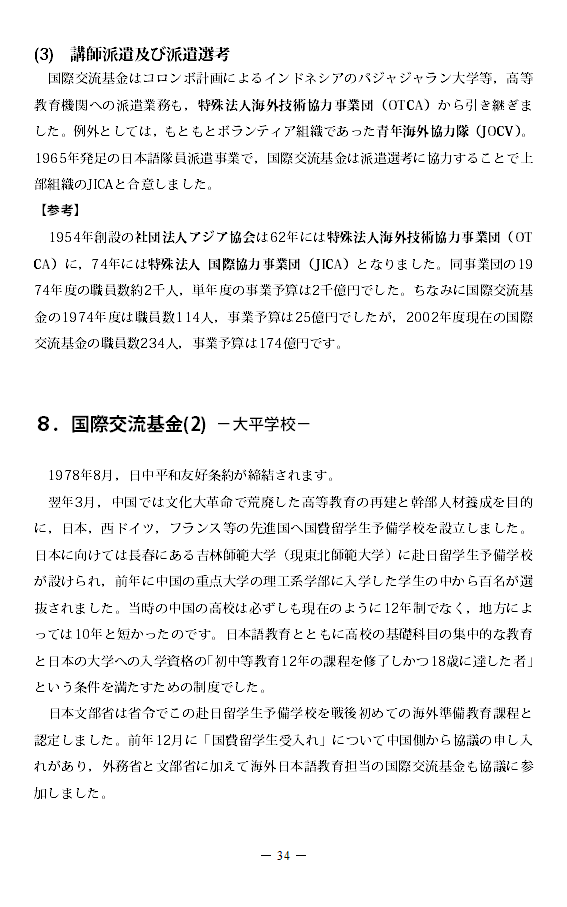 (3)　講師派遣及び派遣選考
　国際交流基金はコロンボ計画によるインドネシアのパジャジャラン大学等，高等
教育機関への派遣業務も，特殊法人海外技術協力事業団（OTCA）から引き継ぎま
した。例外としては，もともとボランティア組織であった青年海外協力隊（JOCV）。
1965年発足の日本語隊員派遣事業で，国際交流基金は派遣選考に協力することで上
部組織のJICAと合意しました。
【参考】
　1954年創設の社団法人アジア協会は62年には特殊法人海外技術協力事業団（OT
CA）に，74年には特殊法人 国際協力事業団（JICA）となりました。同事業団の19
74年度の職員数約2千人，単年度の事業予算は2千億円でした。ちなみに国際交流基
金の1974年度は職員数114人，事業予算は25億円でしたが，2002年度現在の国際
交流基金の職員数234人，事業予算は174億円です。
８．国際交流基金(2) －大平学校－
　1978年8月，日中平和友好条約が締結されます。
　翌年3月，中国では文化大革命で荒廃した高等教育の再建と幹部人材養成を目的
に，日本，西ドイツ，フランス等の先進国へ国費留学生予備学校を設立しました。
日本に向けては長春にある吉林師範大学（現東北師範大学）に赴日留学生予備学校
が設けられ，前年に中国の重点大学の理工系学部に入学した学生の中から百名が選
抜されました。当時の中国の高校は必ずしも現在のように12年制でなく，地方によ
っては10年と短かったのです。日本語教育とともに高校の基礎科目の集中的な教育
と日本の大学への入学資格の「初中等教育12年の課程を修了しかつ18歳に達した者」
という条件を満たすための制度でした。
　日本文部省は省令でこの赴日留学生予備学校を戦後初めての海外準備教育課程と
認定しました。前年12月に「国費留学生受入れ」について中国側から協議の申し入
れがあり，外務省と文部省に加えて海外日本語教育担当の国際交流基金も協議に参
加しました。
― 34 ―